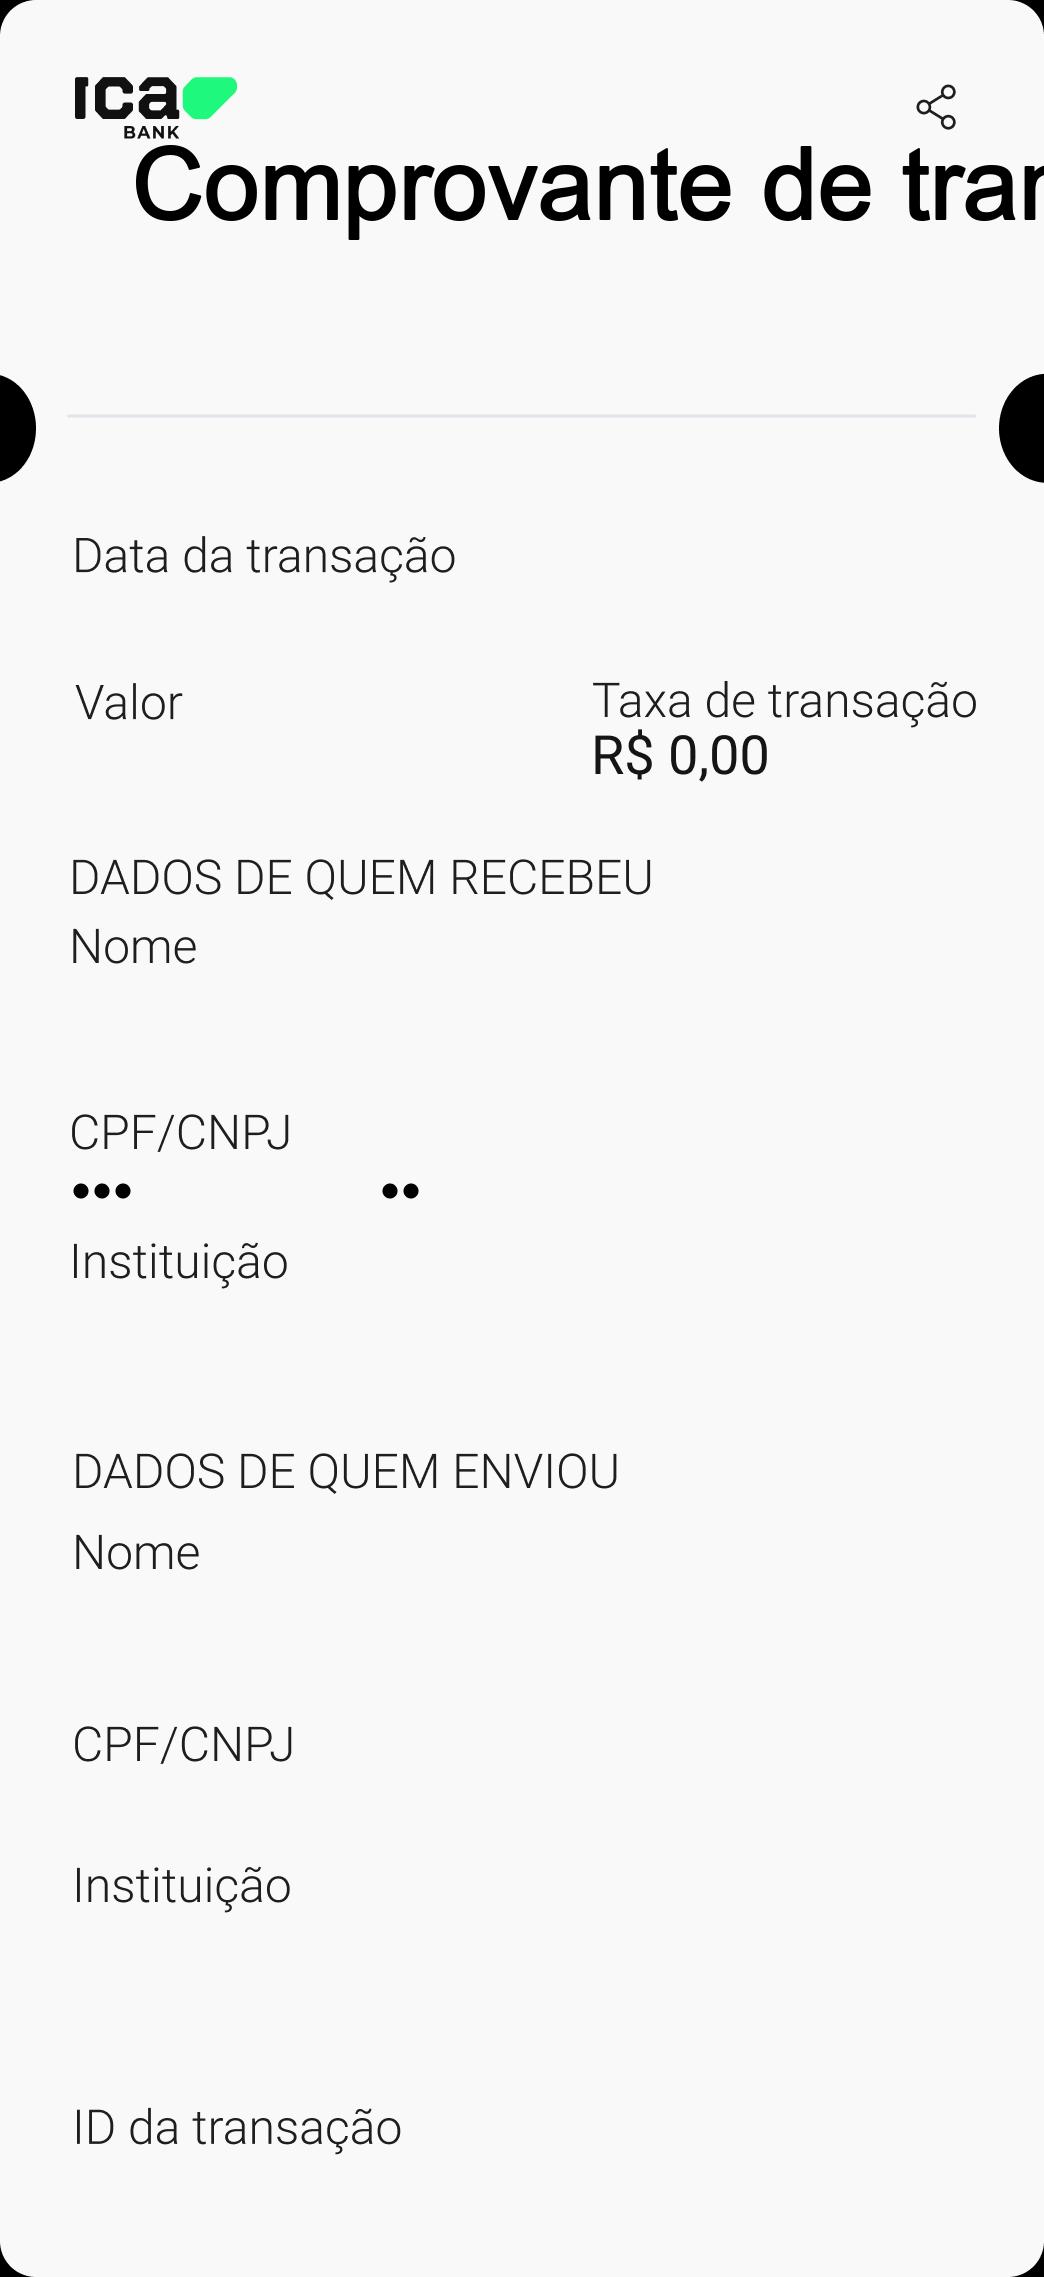 ica
BANK
Comprovante de tran
Data da transação
Valor
Taxa de transação
R$ 0,00
DADOS DE QUEM RECEBEU
Nome
CPF/CNPJ
••• ••
Instituição
DADOS DE QUEM ENVIOU
Nome
CPF/CNPJ
Instituição
ID da transação